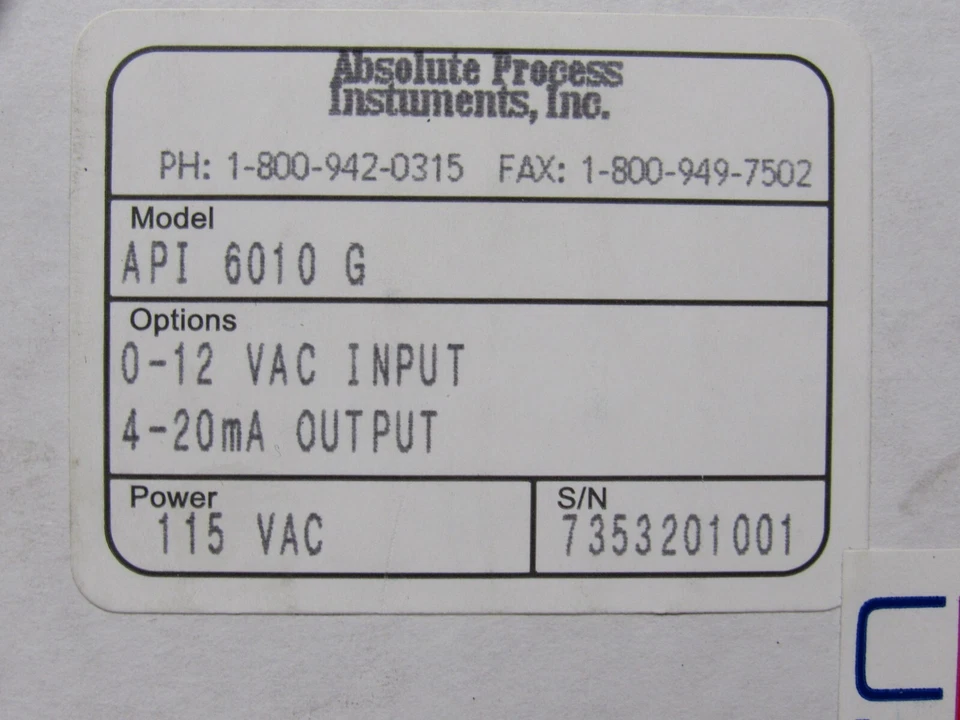 Absolute Process
Instuments, Inc.
PH: 1-800-942-0315 FAX: 1-800-949-7502
Model
API 6010 G
Options
0-12 VAC INPUT
4-20mA OUTPUT
Power
115 VAC
S/N
7353201001